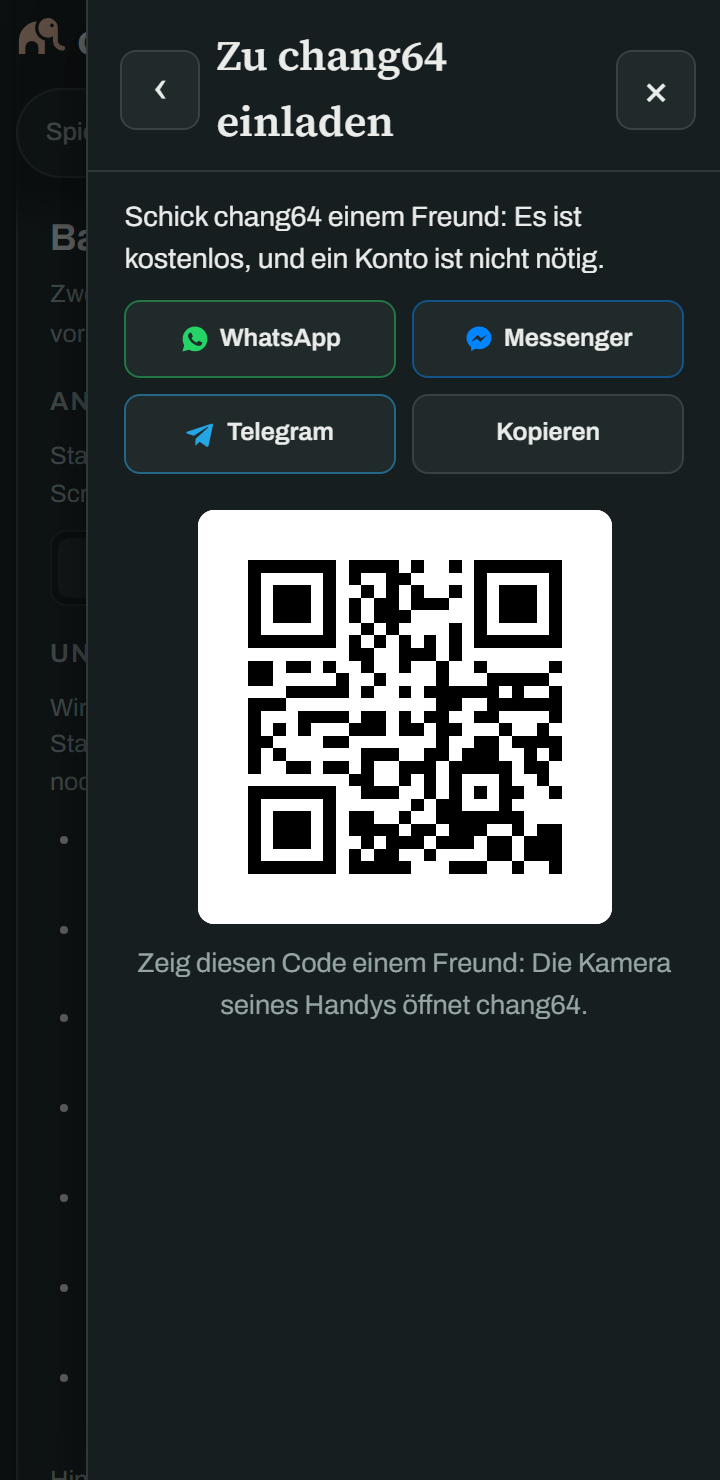 Zu chang64
einladen
Schick chang64 einem Freund: Es ist
kostenlos, und ein Konto ist nicht nötig.
WhatsApp
Messenger
Telegram
Kopieren
Zeig diesen Code einem Freund: Die Kamera
seines Handys öffnet chang64.